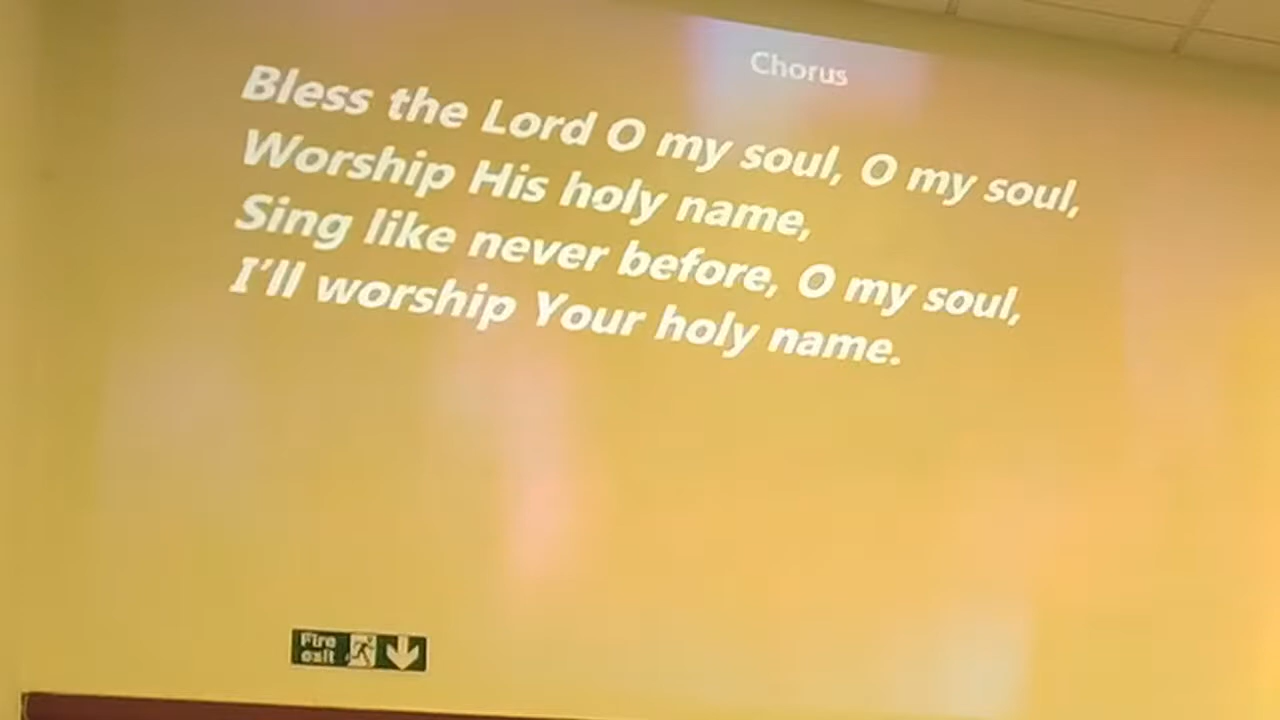 Chorus
Bless the Lord O my soul, O my soul,
Worship His holy name,
Sing like never before, O my soul,
I'll worship Your holy name.
Fire
exit